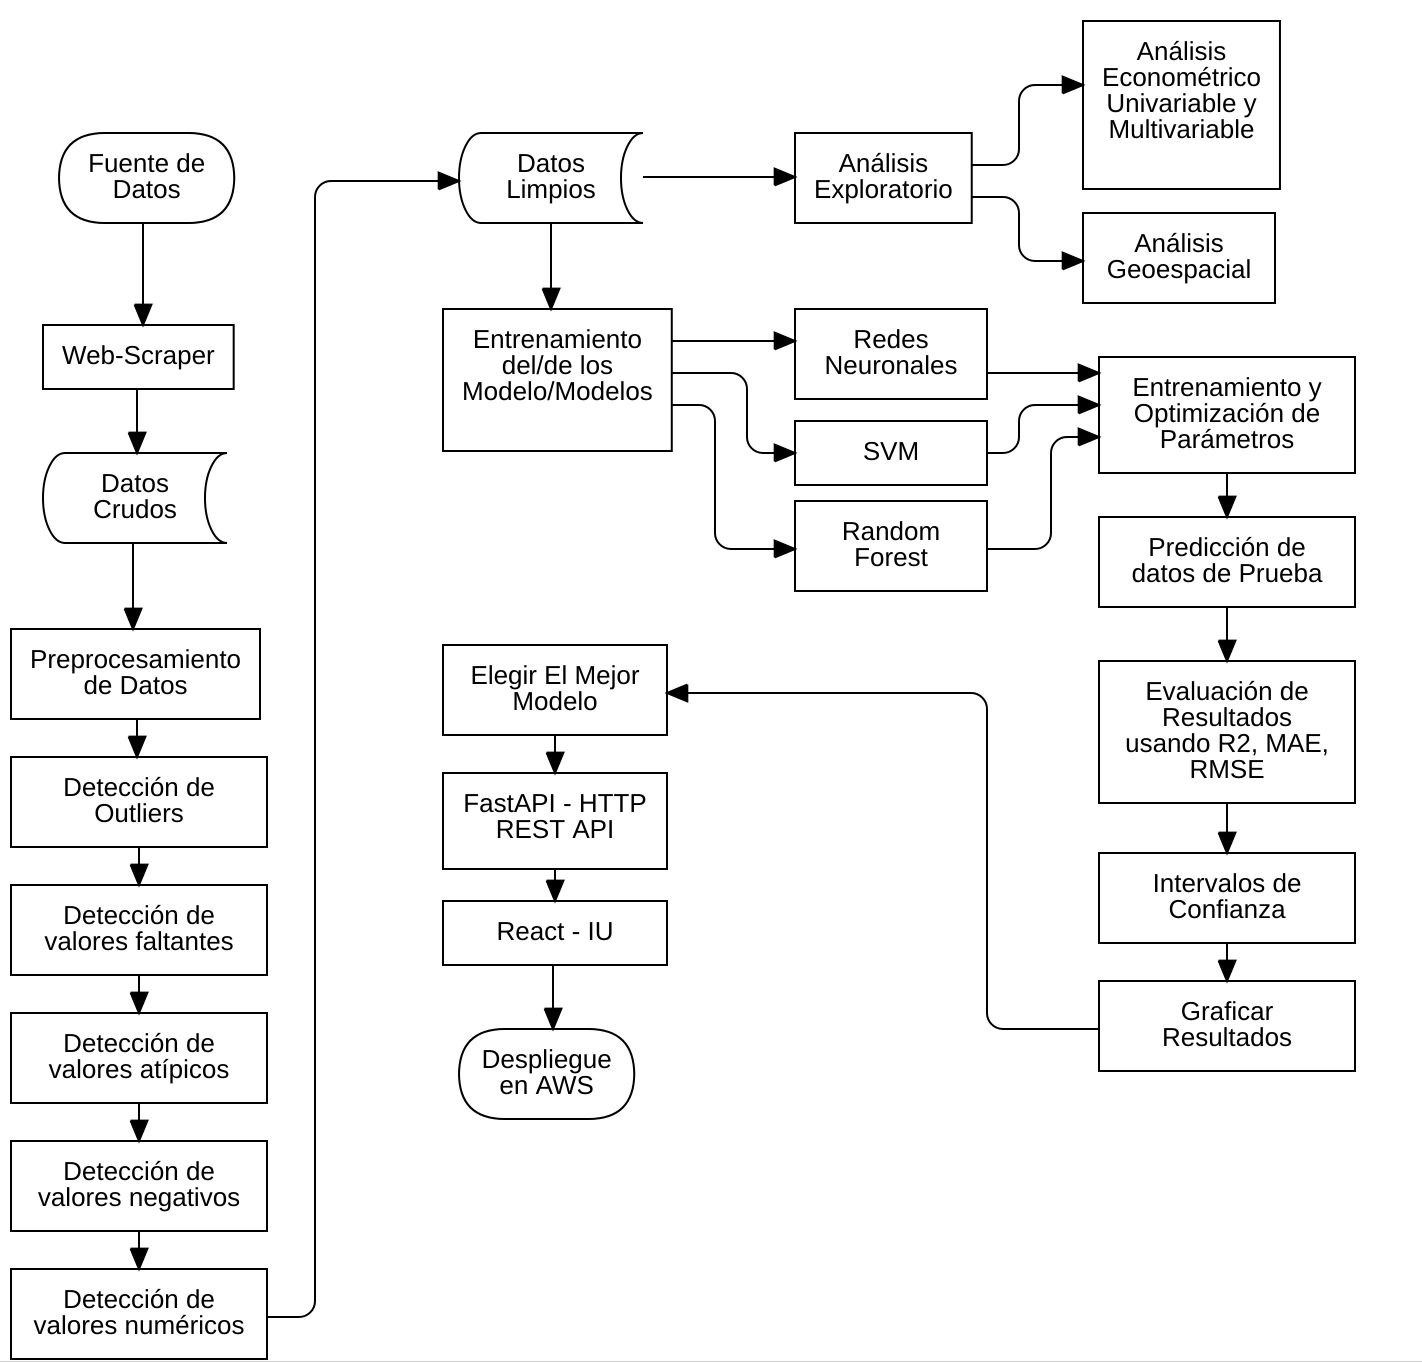 Fuente de
Datos
Web-Scraper
Datos
Crudos
Preprocesamiento
de Datos
Detección de
Outliers
Detección de
valores faltantes
Detección de
valores atípicos
Detección de
valores negativos
Detección de
valores numéricos
Datos
Limpios
Análisis
Exploratorio
Análisis
Econométrico
Univariable y
Multivariable
Análisis
Geoespacial
Entrenamiento
del/de los
Modelo/Modelos
Redes
Neuronales
SVM
Random
Forest
Entrenamiento y
Optimización de
Parámetros
Predicción de
datos de Prueba
Evaluación de
Resultados
usando R2, MAE,
RMSE
Intervalos de
Confianza
Graficar
Resultados
Elegir El Mejor
Modelo
FastAPI - HTTP
REST API
React - IU
Despliegue
en AWS